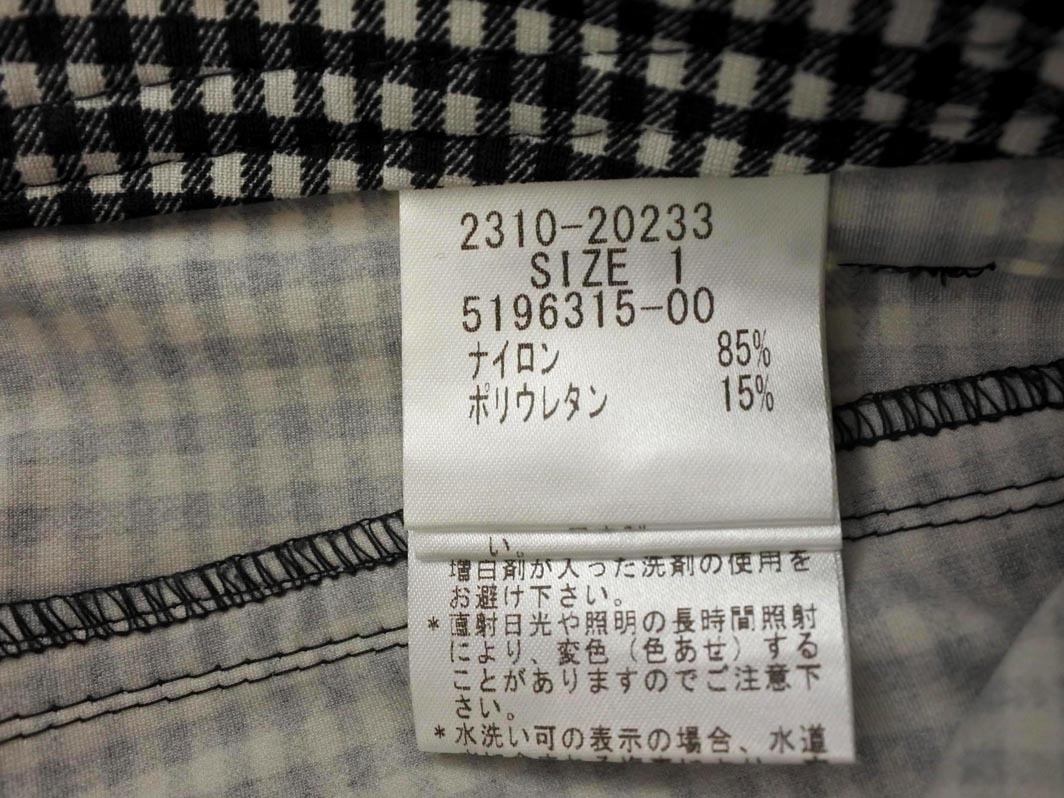 2310-20233
SIZE 1
5196315-00
ナイロン 85%
ポリウレタン 15%
い。
増白剤が入った洗剤の使用を
お避け下さい。
*直射日光や照明の長時間照射
により、変色(色あせ)する
ことがありますのでご注意下
さい。
*水洗い可の表示の場合、水道